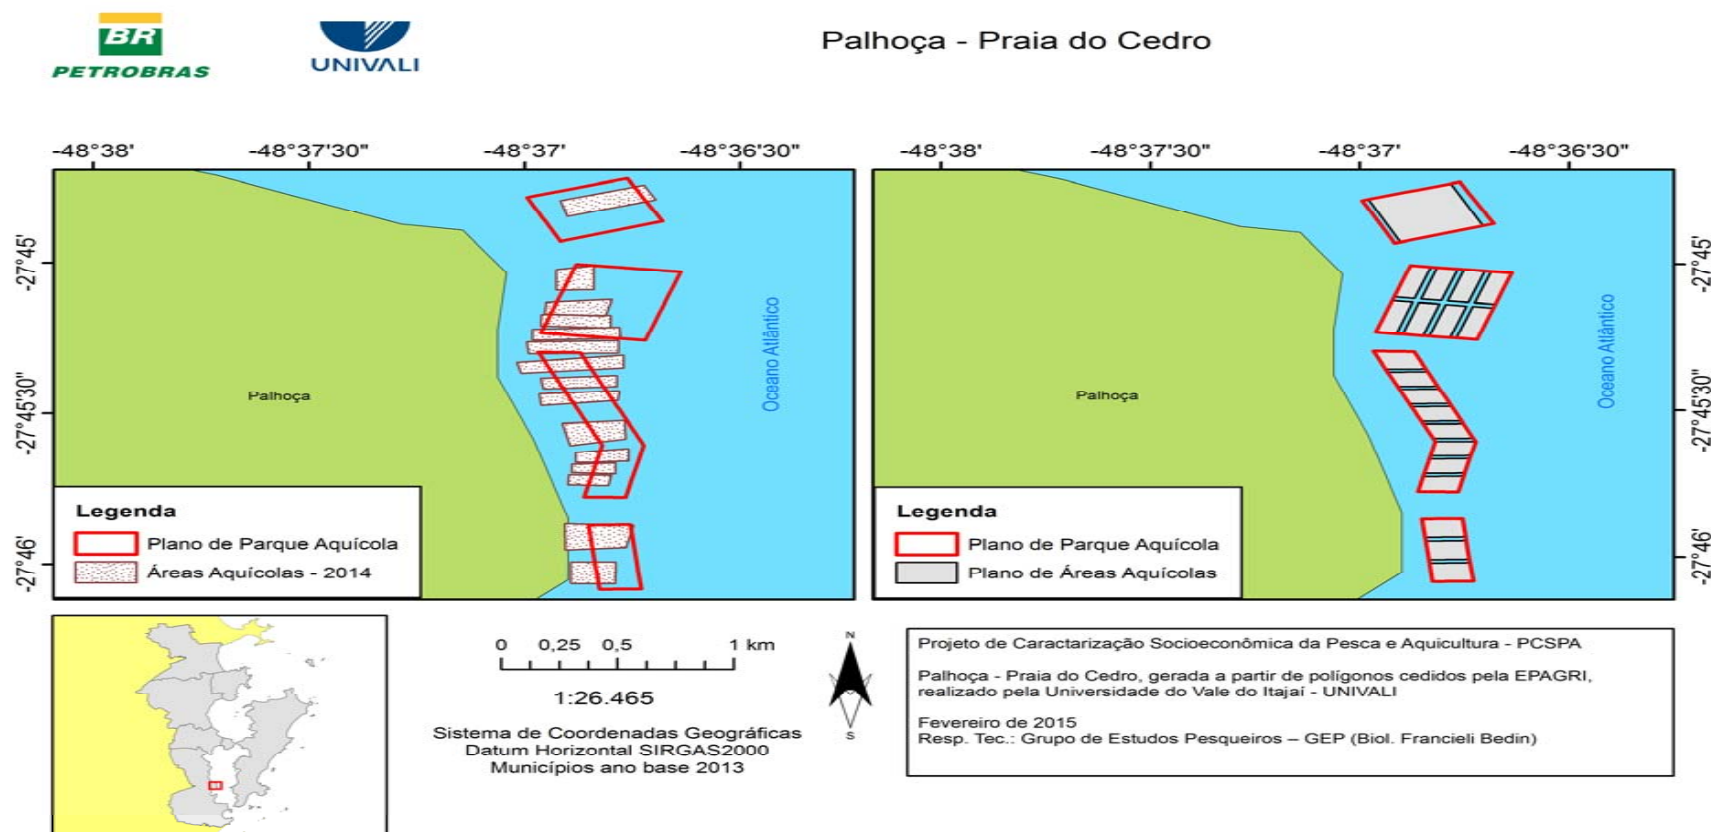 BR
PETROBRAS
UNIVALI
Palhoça - Praia do Cedro
-48°38'
-48°37'30"
-48°37'
-48°36'30"
-48°38'
-48°37'30"
-48°37'
-48°36'30"
-27°45'
-27°45'30"
-27°46'
Palhoça
Oceano Atlântico
Legenda
Plano de Parque Aquícola
Áreas Aquícolas - 2014
Palhoça
Oceano Atlântico
-27°45'
-27°45'30"
-27°46'
Legenda
Plano de Parque Aquícola
Plano de Áreas Aquícolas
0 0,25 0,5 1 km
1:26.465
Sistema de Coordenadas Geográficas
Datum Horizontal SIRGAS2000
Municípios ano base 2013
N
S
Projeto de Caractarização Socioeconômica da Pesca e Aquicultura - PCSPA
Palhoça - Praia do Cedro, gerada a partir de polígonos cedidos pela EPAGRI,
realizado pela Universidade do Vale do Itajaí - UNIVALI
Fevereiro de 2015
Resp. Tec.: Grupo de Estudos Pesqueiros – GEP (Biol. Francieli Bedin)